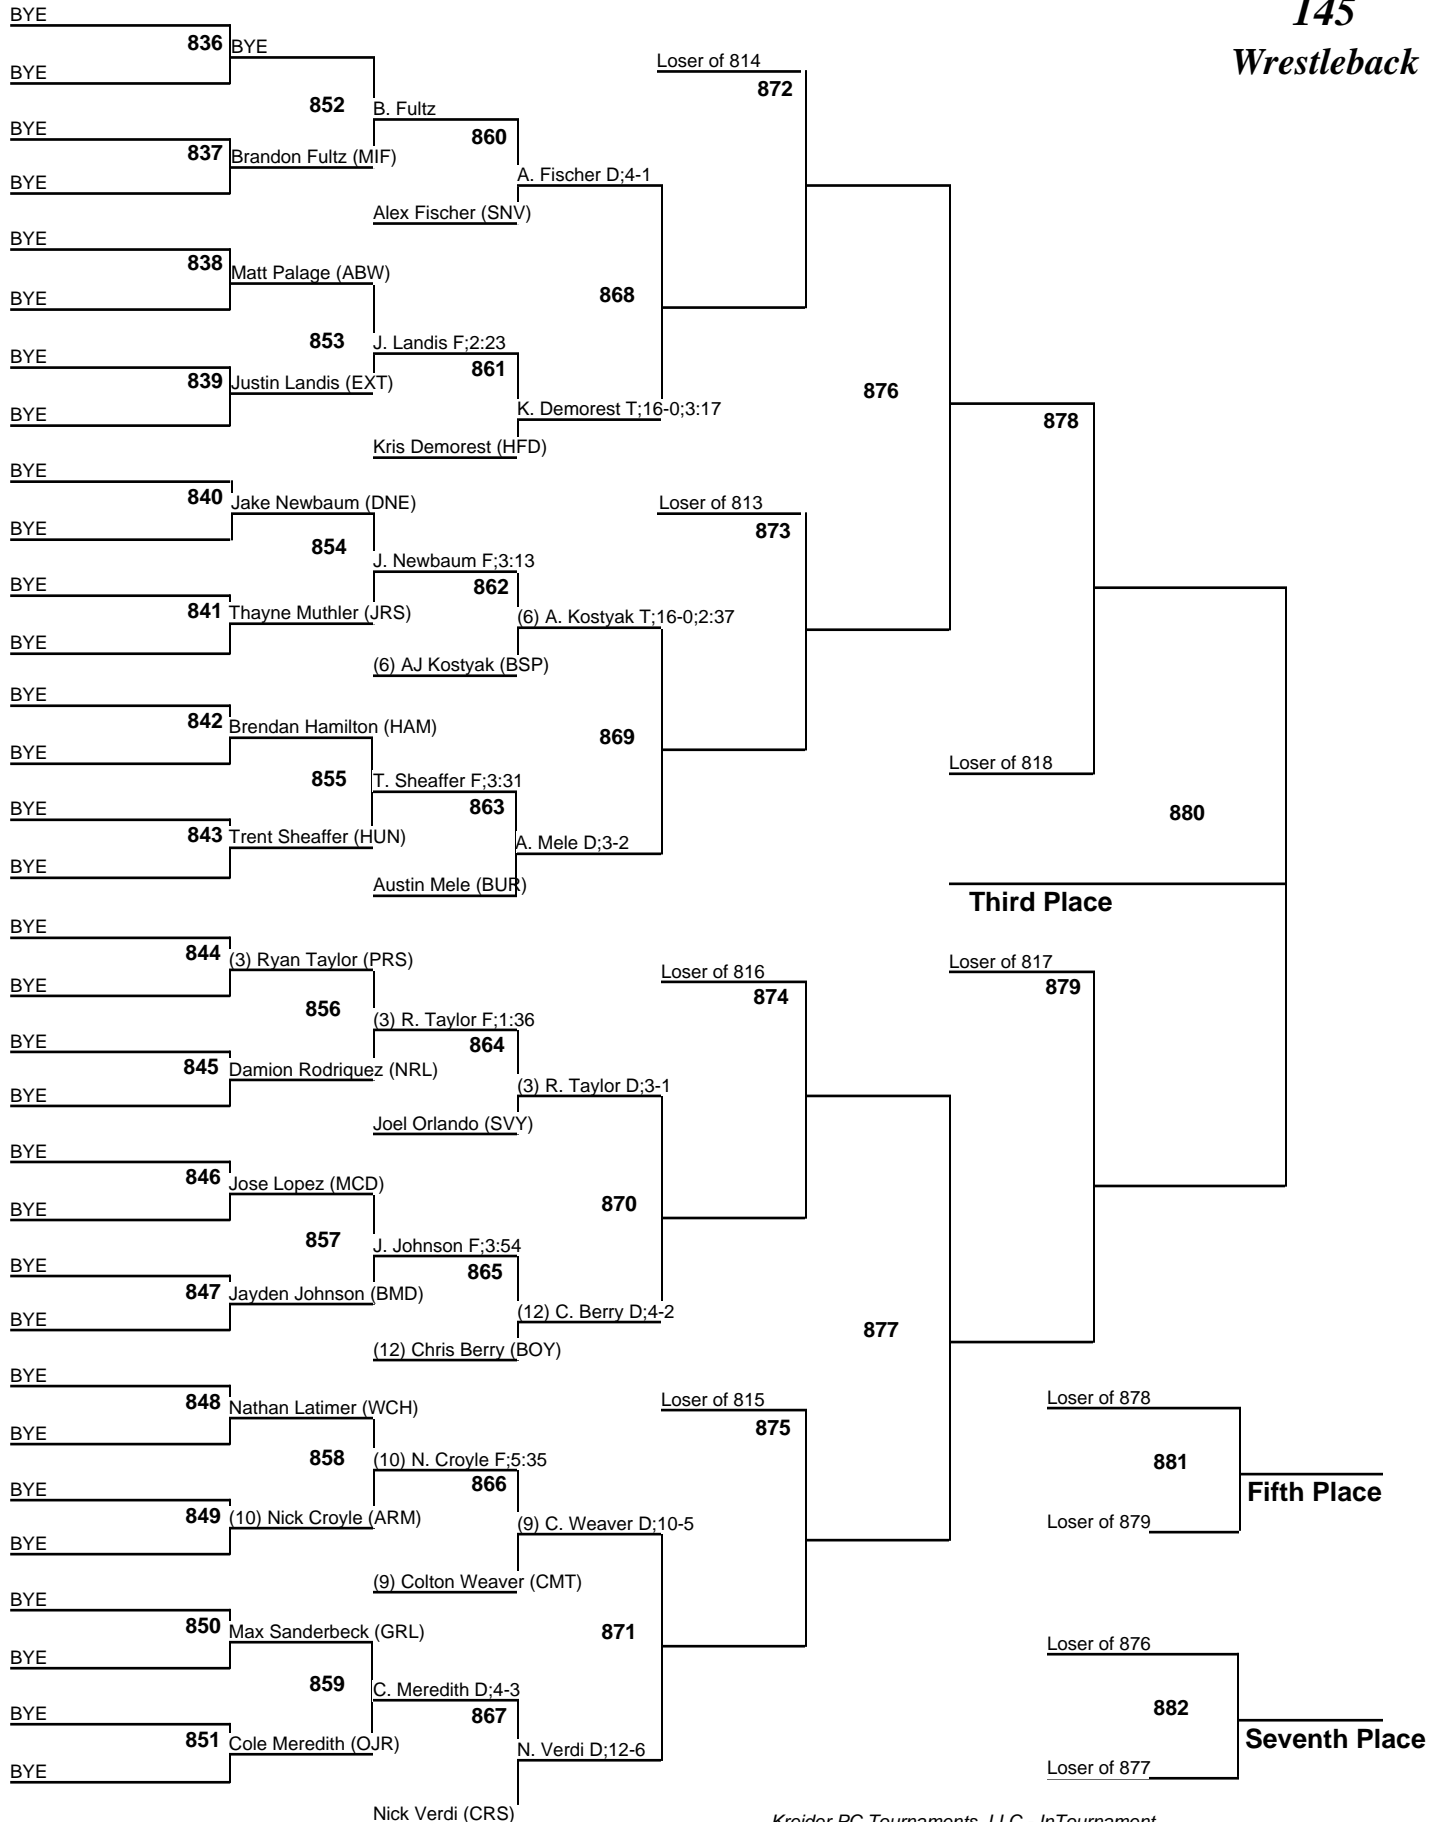 145
Wrestleback
BYE
836
BYE
BYE
852
B. Fultz
BYE
837
Brandon Fultz (MIF)
BYE
860
A. Fischer D;4-1
Alex Fischer (SNV)
BYE
838
Matt Palage (ABW)
BYE
853
J. Landis F;2:23
BYE
839
Justin Landis (EXT)
BYE
861
K. Demorest T;16-0;3:17
Kris Demorest (HFD)
868
Loser of 814
872
BYE
840
Jake Newbaum (DNE)
BYE
854
J. Newbaum F;3:13
BYE
841
Thayne Muthler (JRS)
BYE
862
(6) A. Kostyak T;16-0;2:37
(6) AJ Kostyak (BSP)
BYE
842
Brendan Hamilton (HAM)
BYE
855
T. Sheaffer F;3:31
BYE
843
Trent Sheaffer (HUN)
BYE
863
A. Mele D;3-2
Austin Mele (BUR)
869
Loser of 813
873
876
878
Loser of 818
880
Third Place
BYE
844
(3) Ryan Taylor (PRS)
BYE
856
(3) R. Taylor F;1:36
BYE
845
Damion Rodriquez (NRL)
BYE
864
(3) R. Taylor D;3-1
Joel Orlando (SVY)
BYE
846
Jose Lopez (MCD)
BYE
857
J. Johnson F;3:54
BYE
847
Jayden Johnson (BMD)
BYE
865
(12) C. Berry D;4-2
(12) Chris Berry (BOY)
870
Loser of 816
874
Loser of 817
879
877
BYE
848
Nathan Latimer (WCH)
BYE
858
(10) N. Croyle F;5:35
BYE
849
(10) Nick Croyle (ARM)
BYE
866
(9) C. Weaver D;10-5
(9) Colton Weaver (CMT)
BYE
850
Max Sanderbeck (GRL)
BYE
859
C. Meredith D;4-3
BYE
851
Cole Meredith (OJR)
BYE
867
N. Verdi D;12-6
Nick Verdi (CRS)
871
Loser of 815
875
Loser of 878
881
Fifth Place
Loser of 879
Loser of 876
882
Seventh Place
Loser of 877
Kreider PC Tournaments, LLC - InTournament